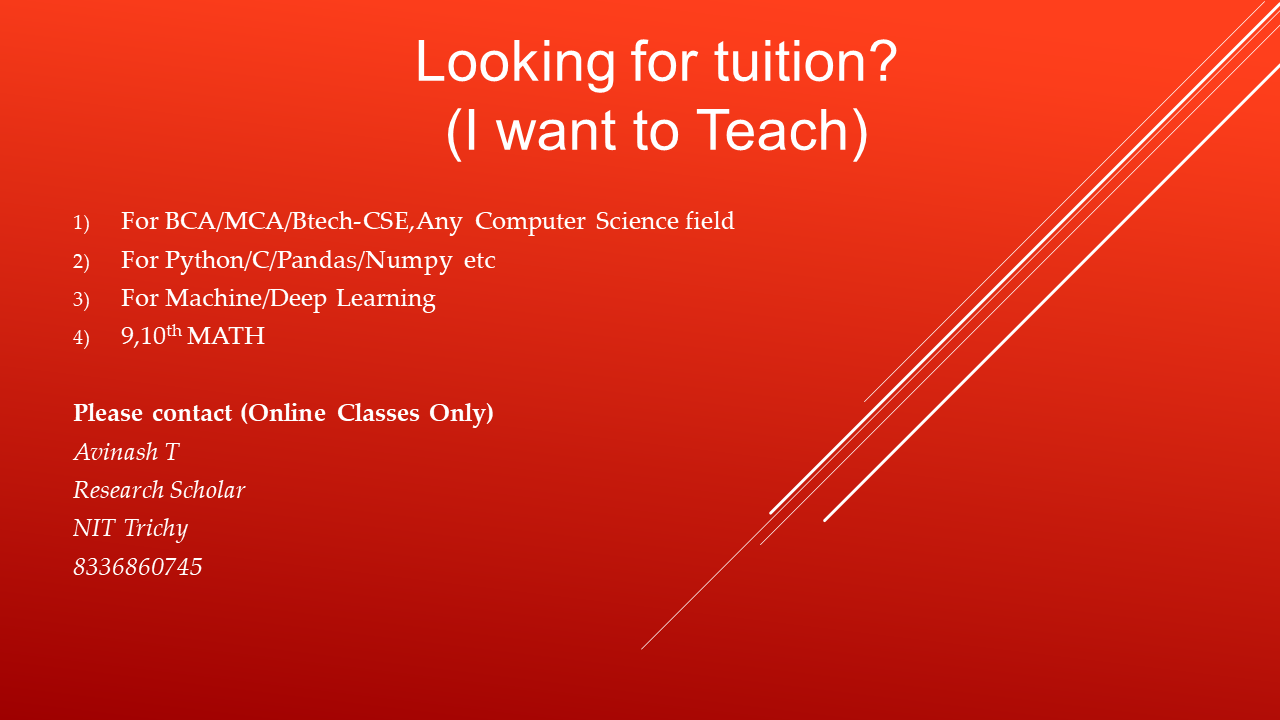 Looking for tuition?
(I want to Teach)
1) For BCA/MCA/Btech-CSE,Any Computer Science field
2) For Python/C/Pandas/Numpy etc
3) For Machine/Deep Learning
4) 9,10th MATH
Please contact (Online Classes Only)
Avinash T
Research Scholar
NIT Trichy
8336860745